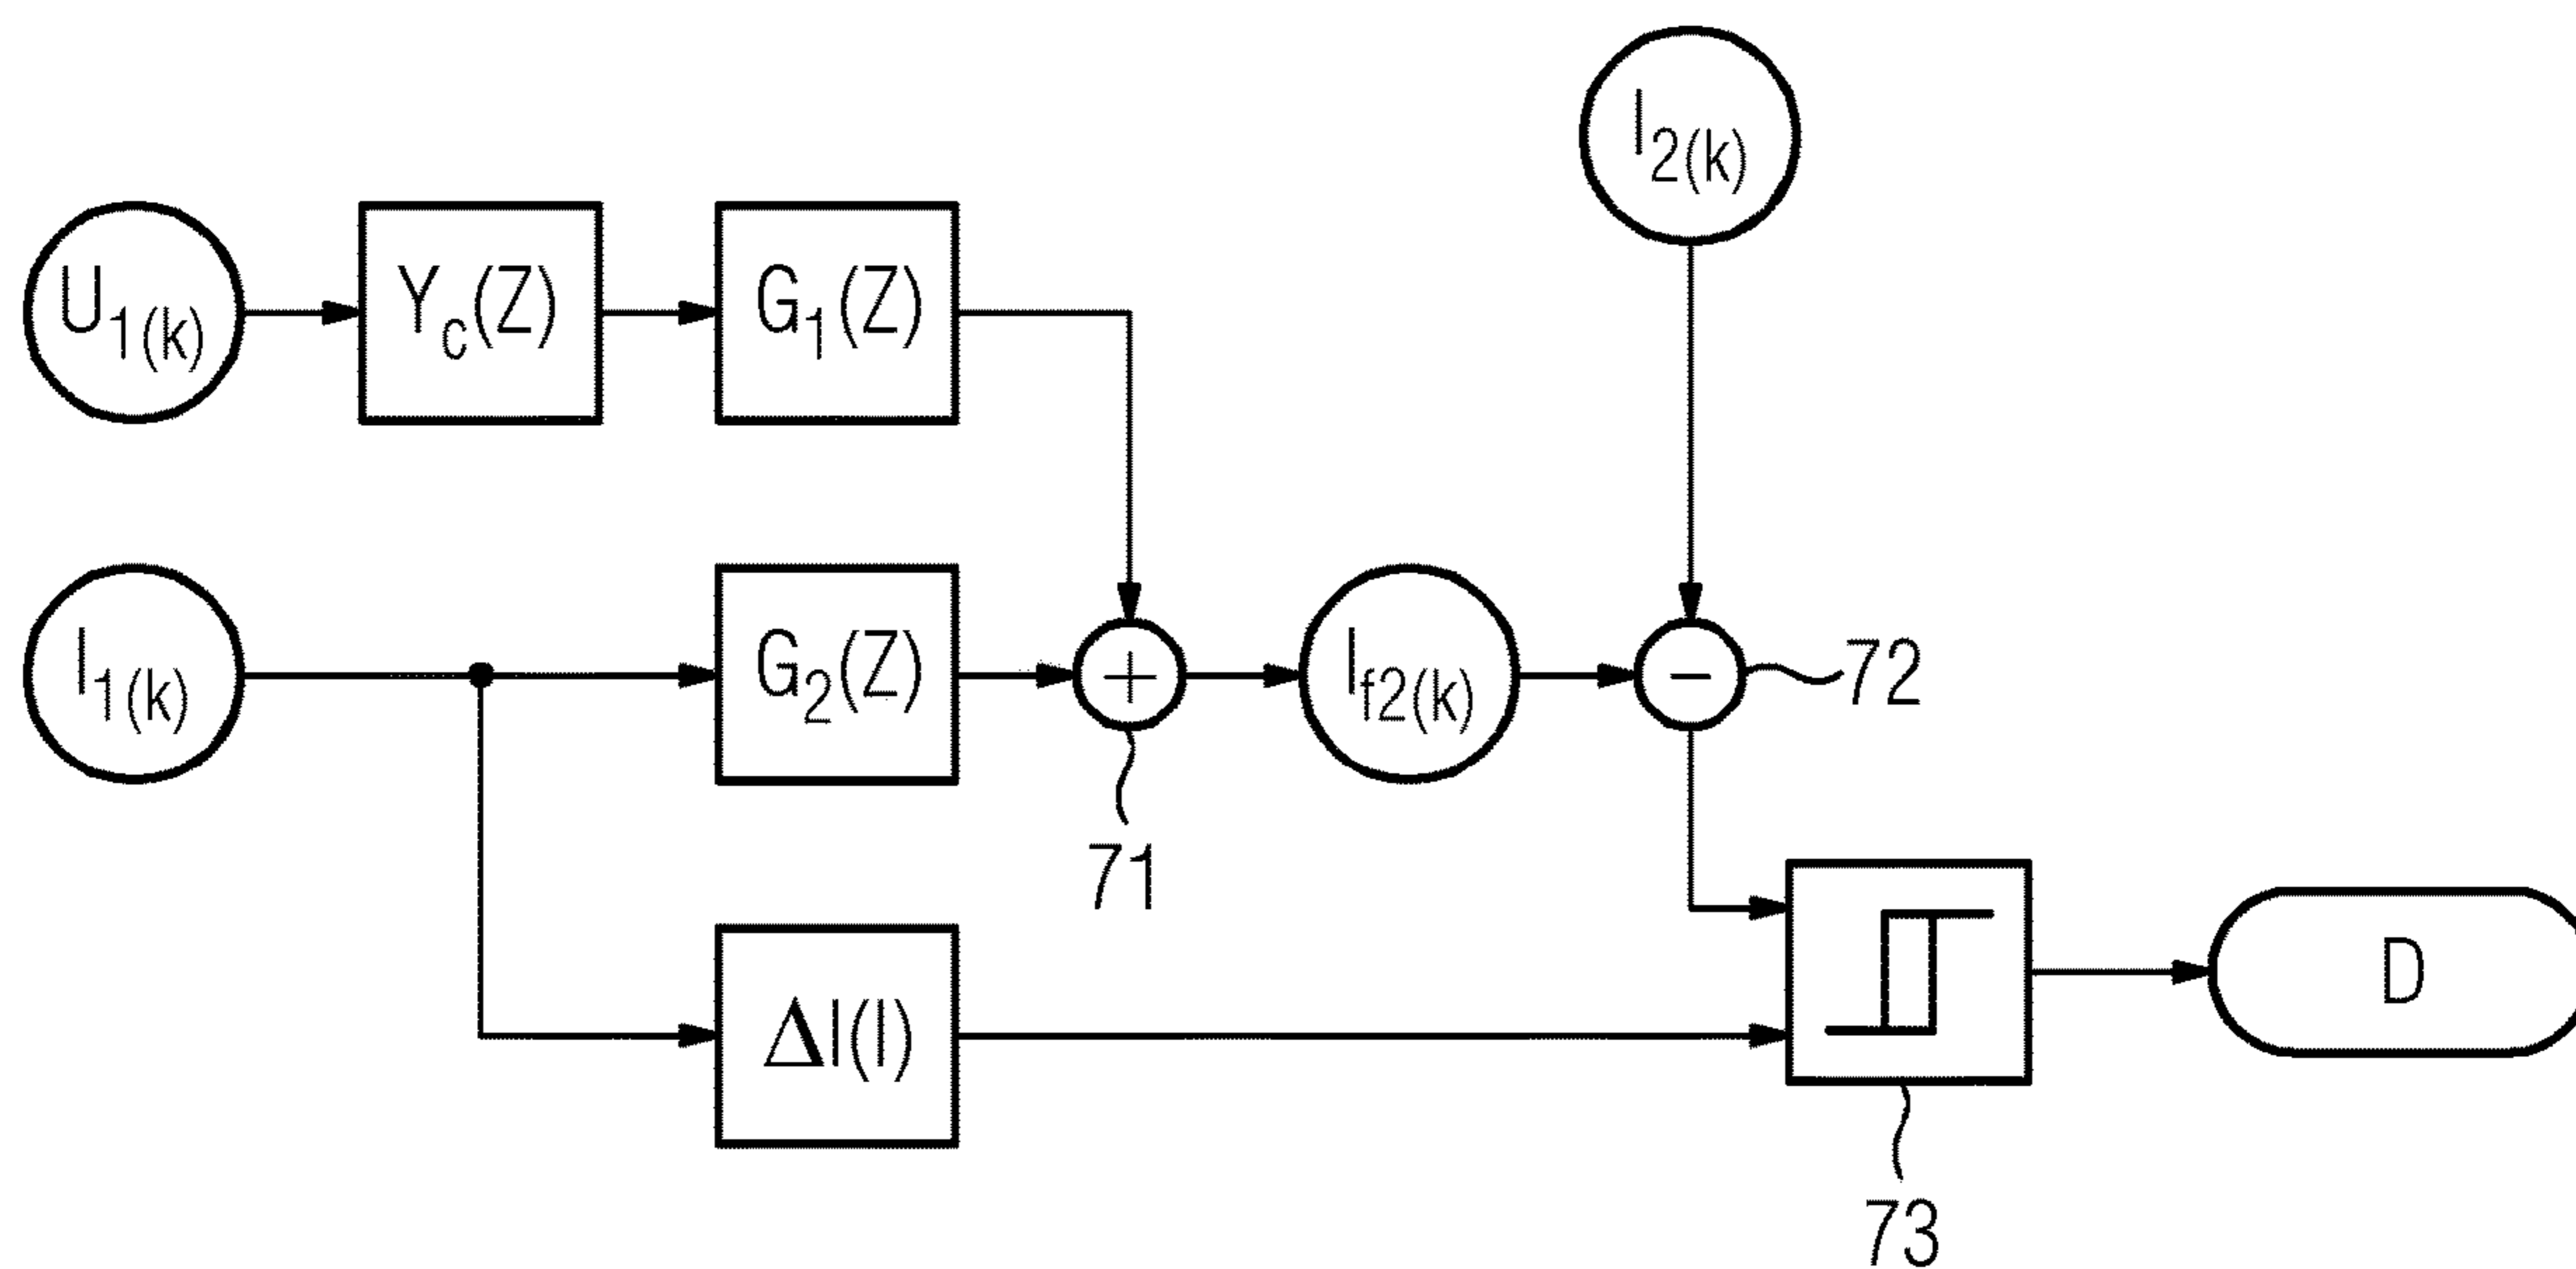 I2(k)
U1(k)
Yc(Z)
G1(Z)
I1(k)
G2(Z)
+
If2(k)
−
72
71
ΔI(I)
D
73